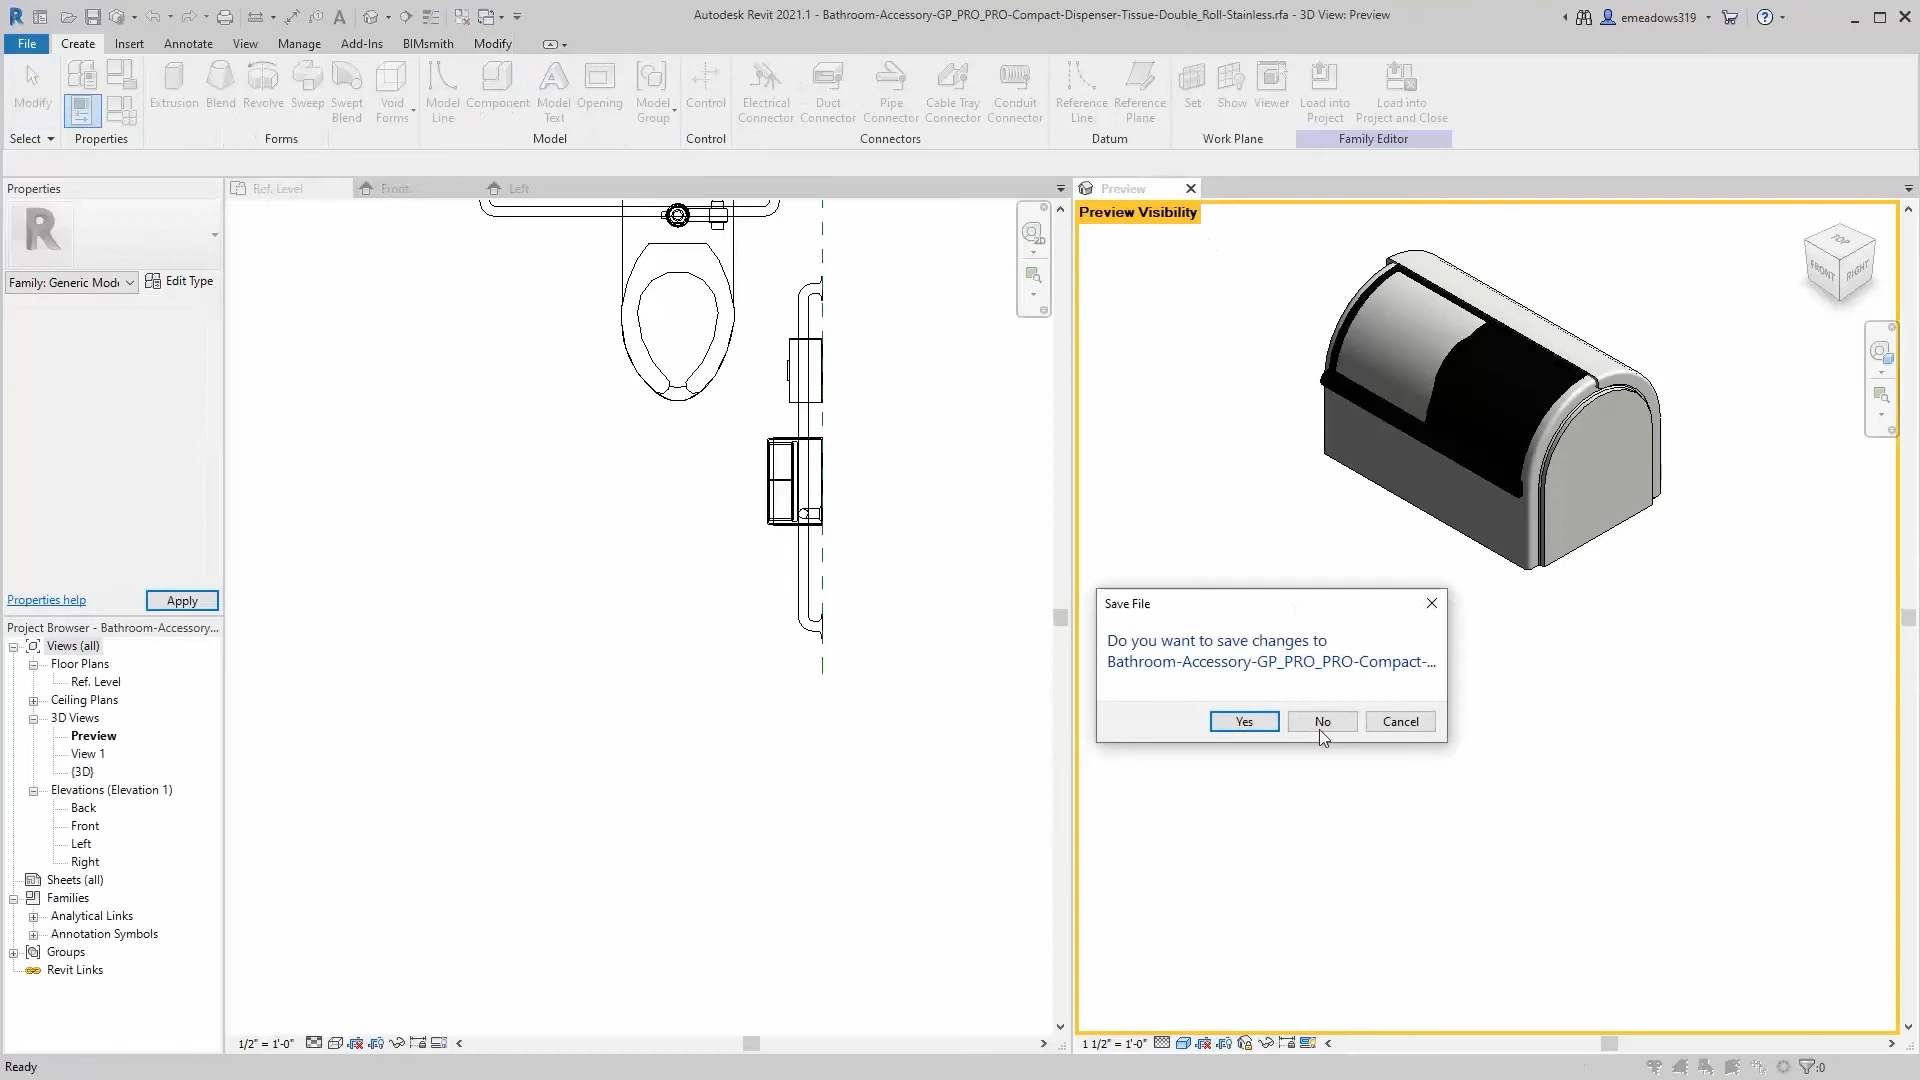 Autodesk Revit 2021.1 - Bathroom-Accessory-GP_PRO_PRO-Compact-Dispenser-Tissue-Double_Roll-Stainless.rfa - 3D View: Preview
emeadows319
File Create Insert Annotate View Manage Add-Ins BIMsmith Modify
Modify
Extrusion Blend Revolve Sweep Swept Blend Void Forms
Model Line Component Model Text Opening Model Group
Control
Electrical Connector Duct Connector Pipe Connector Cable Tray Connector Conduit Connector
Reference Line Reference Plane
Set Show Viewer
Load into Project Load into Project and Close
Select Properties Forms Model Control Connectors Datum Work Plane Family Editor
Properties
Ref. Level Front Left
Preview
Preview Visibility
R
2D
TOP
FRONT RIGHT
Family: Generic Mod
Edit Type
Properties help
Apply
Save File
Do you want to save changes to
Bathroom-Accessory-GP_PRO_PRO-Compact-...
Yes No Cancel
Project Browser - Bathroom-Accessory...
Views (all)
Floor Plans
Ref. Level
Ceiling Plans
3D Views
Preview
View 1
{3D}
Elevations (Elevation 1)
Back
Front
Left
Right
Sheets (all)
Families
Analytical Links
Annotation Symbols
Groups
Revit Links
1/2" = 1'-0"
1 1/2" = 1'-0"
Ready
:0